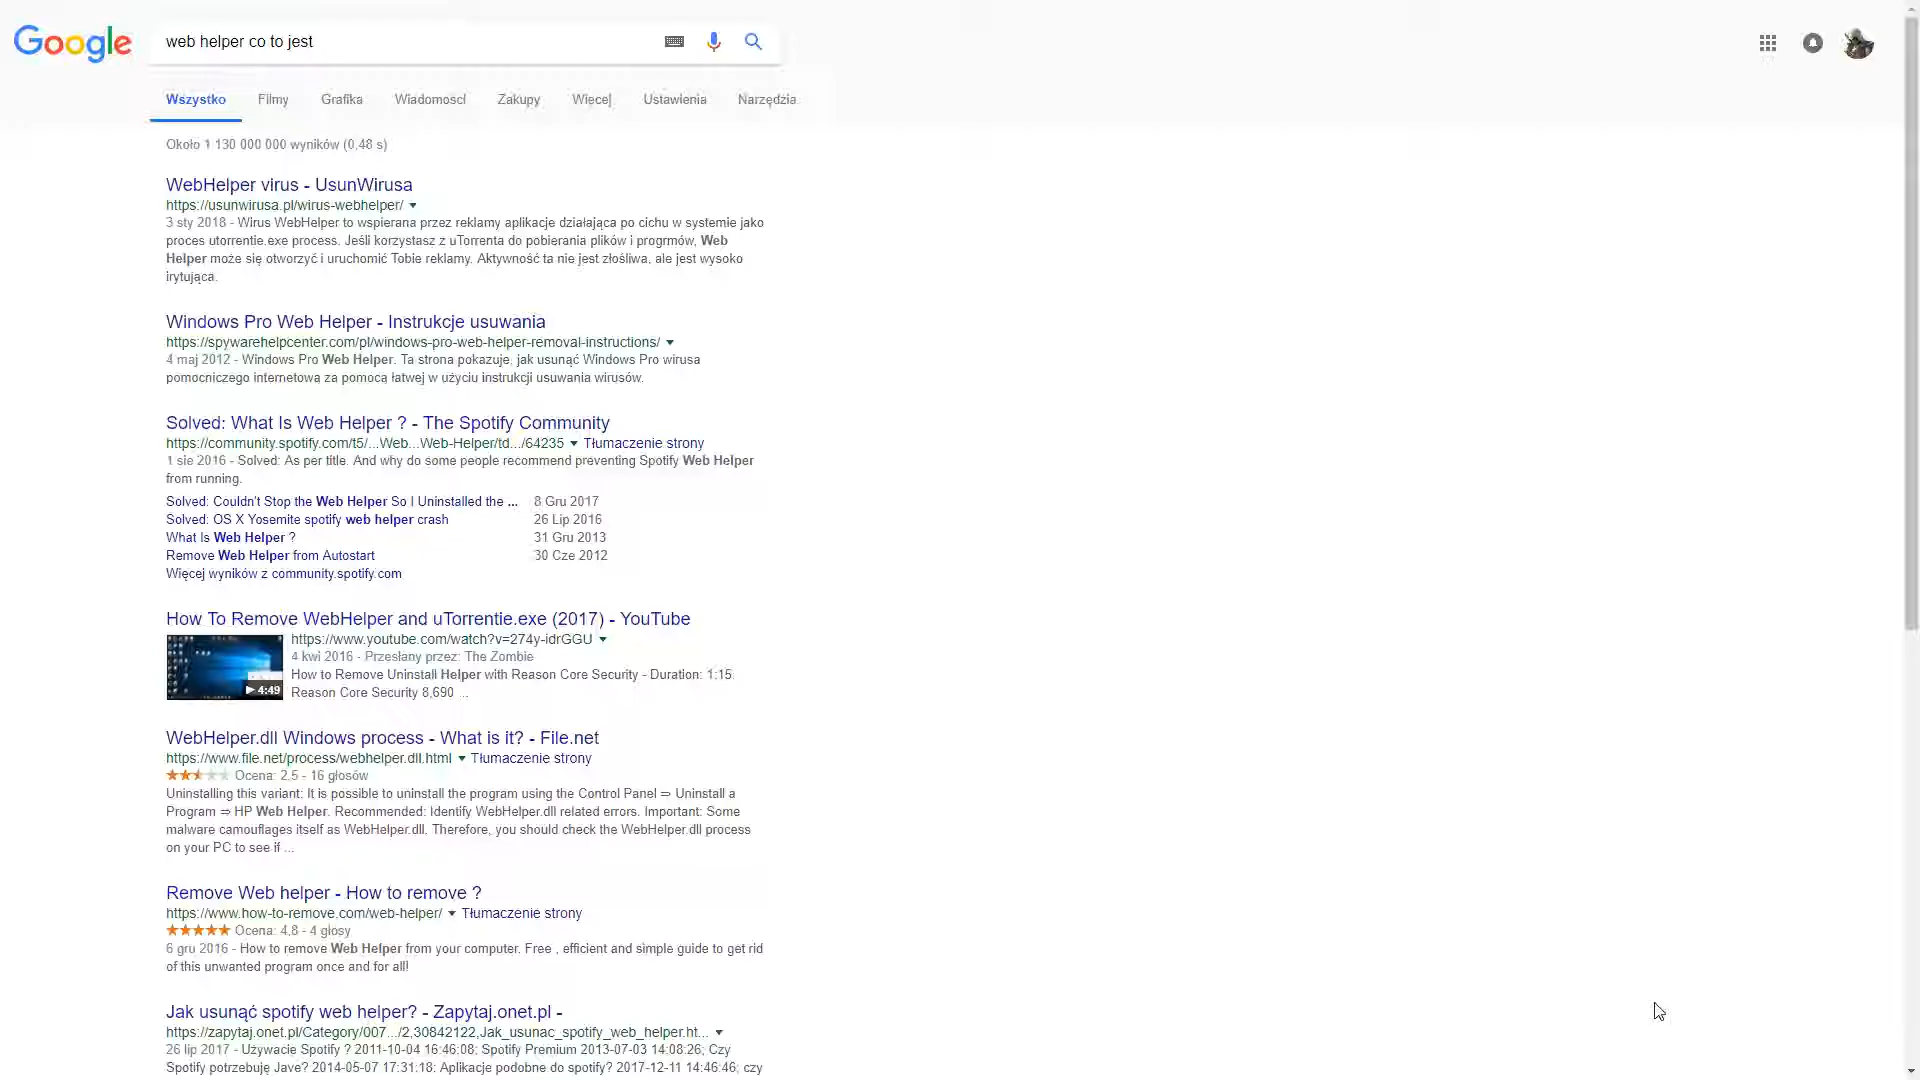 Google
web helper co to jest
Wszystko Filmy Grafika Wiadomości Zakupy Więcej Ustawienia Narzędzia
Około 1 130 000 000 wyników (0,48 s)
WebHelper virus - UsunWirusa
https://usunwirusa.pl/wirus-webhelper/
3 sty 2018 - Wirus WebHelper to wspierana przez reklamy aplikacje działająca po cichu w systemie jako
proces utorrentie.exe process. Jeśli korzystasz z uTorrenta do pobierania plików i progrmów, Web
Helper może się otworzyć i uruchomić Tobie reklamy. Aktywność ta nie jest złośliwa, ale jest wysoko
irytująca.
Windows Pro Web Helper - Instrukcje usuwania
https://spywarehelpcenter.com/pl/windows-pro-web-helper-removal-instructions/
4 maj 2012 - Windows Pro Web Helper. Ta strona pokazuje, jak usunąć Windows Pro wirusa
pomocniczego internetowa za pomocą łatwej w użyciu instrukcji usuwania wirusów.
Solved: What Is Web Helper ? - The Spotify Community
https://community.spotify.com/t5/...Web...Web-Helper/td.../64235 Tłumaczenie strony
1 sie 2016 - Solved: As per title. And why do some people recommend preventing Spotify Web Helper
from running.
Solved: Couldn't Stop the Web Helper So I Uninstalled the ... 8 Gru 2017
Solved: OS X Yosemite spotify web helper crash 26 Lip 2016
What Is Web Helper ? 31 Gru 2013
Remove Web Helper from Autostart 30 Cze 2012
Więcej wyników z community.spotify.com
How To Remove WebHelper and uTorrentie.exe (2017) - YouTube
https://www.youtube.com/watch?v=274y-idrGGU
4 kwi 2016 - Przesłany przez: The Zombie
How to Remove Uninstall Helper with Reason Core Security - Duration: 1:15.
4:49 Reason Core Security 8,690 ...
WebHelper.dll Windows process - What is it? - File.net
https://www.file.net/process/webhelper.dll.html Tłumaczenie strony
Ocena: 2,5 - 16 głosów
Uninstalling this variant: It is possible to uninstall the program using the Control Panel ⇒ Uninstall a
Program ⇒ HP Web Helper. Recommended: Identify WebHelper.dll related errors. Important: Some
malware camouflages itself as WebHelper.dll. Therefore, you should check the WebHelper.dll process
on your PC to see if ...
Remove Web helper - How to remove ?
https://www.how-to-remove.com/web-helper/ Tłumaczenie strony
Ocena: 4,8 - 4 głosy
6 gru 2016 - How to remove Web Helper from your computer. Free , efficient and simple guide to get rid
of this unwanted program once and for all!
Jak usunąć spotify web helper? - Zapytaj.onet.pl -
https://zapytaj.onet.pl/Category/007.../2,30842122,Jak_usunac_spotify_web_helper.ht...
26 lip 2017 - Używacie Spotify ? 2011-10-04 16:46:08; Spotify Premium 2013-07-03 14:08:26; Czy
Spotify potrzebuję Jave? 2014-05-07 17:31:18; Aplikacje podobne do spotify? 2017-12-11 14:46:46; czy